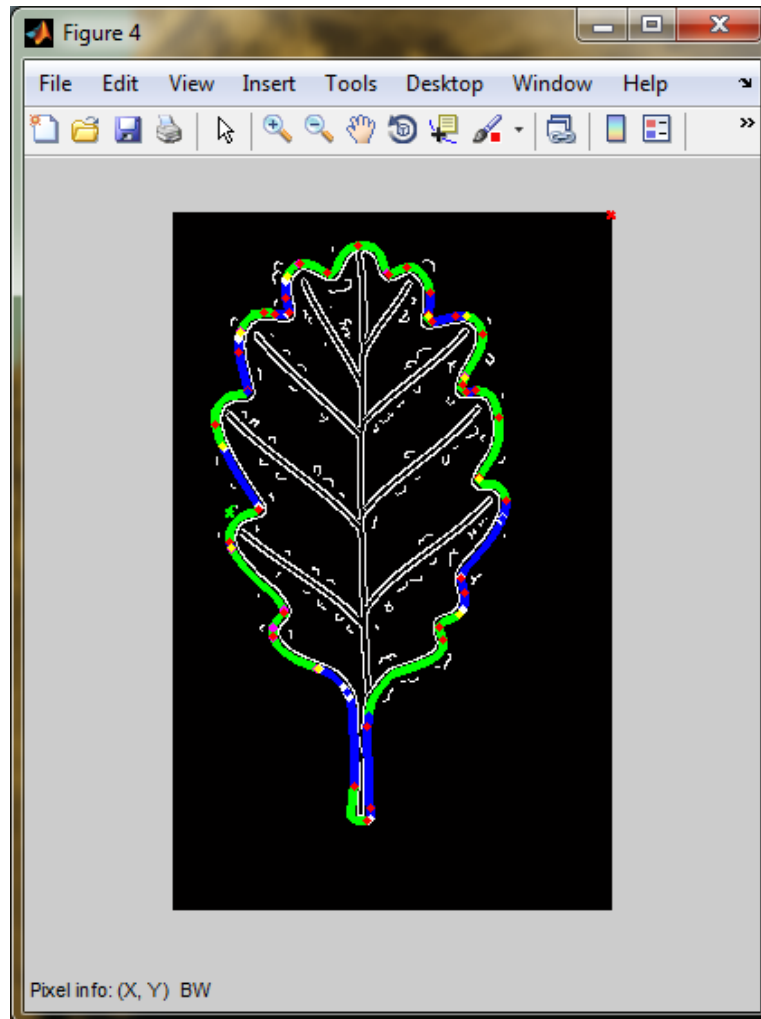 Figure 4
File Edit View Insert Tools Desktop Window Help
Pixel info: (X, Y) BW